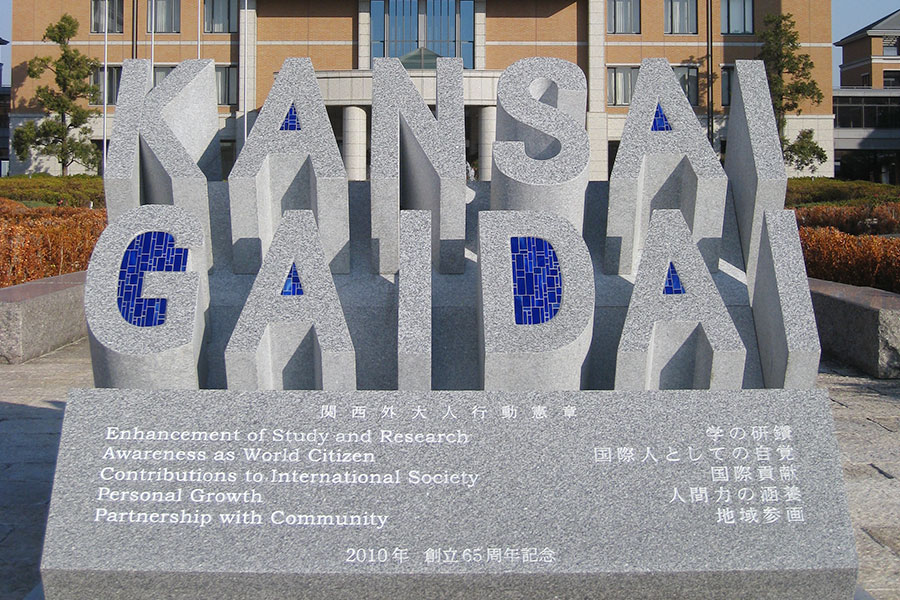 KANSAI
GAIDAI
関西外大人行動憲章
Enhancement of Study and Research
Awareness as World Citizen
Contributions to International Society
Personal Growth
Partnership with Community
学の研鑽
国際人としての自覚
国際貢献
人間力の涵養
地域参画
2010年 創立65周年記念